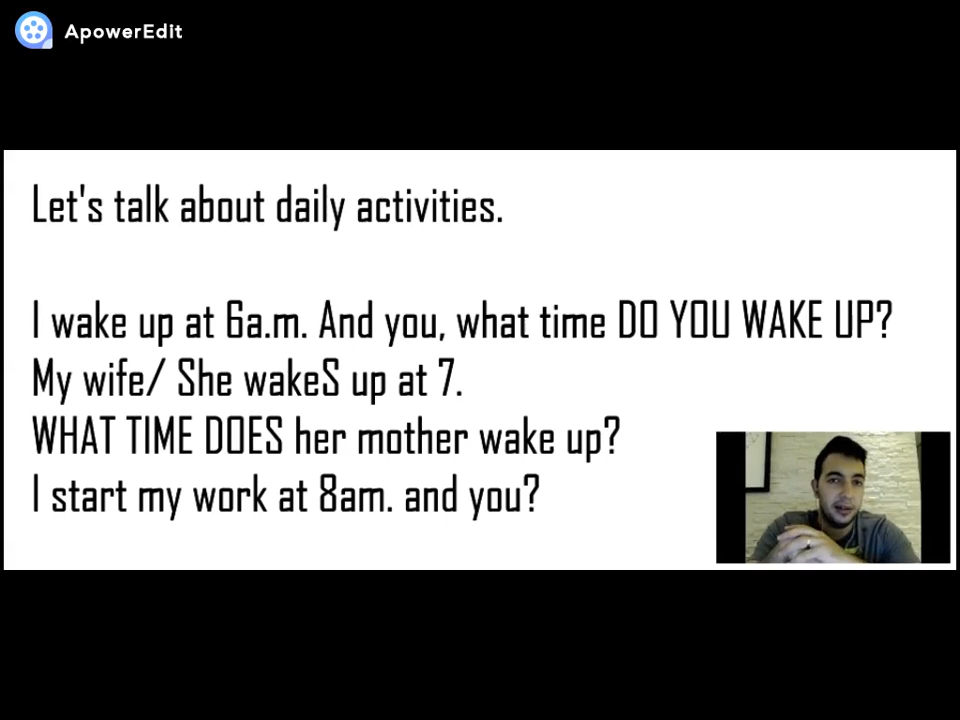 ApowerEdit
Let's talk about daily activities.
I wake up at 6a.m. And you, what time DO YOU WAKE UP?
My wife/ She wakeS up at 7.
WHAT TIME DOES her mother wake up?
I start my work at 8am. and you?